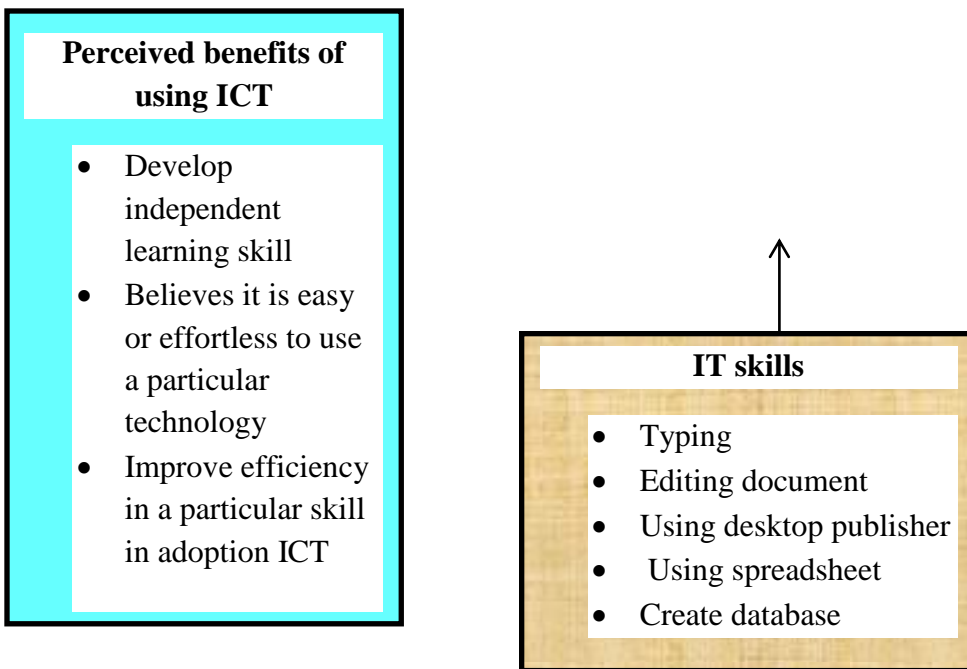 Perceived benefits of
using ICT
• Develop
independent
learning skill
• Believes it is easy
or effortless to use
a particular
technology
• Improve efficiency
in a particular skill
in adoption ICT
IT skills
• Typing
• Editing document
• Using desktop publisher
• Using spreadsheet
• Create database